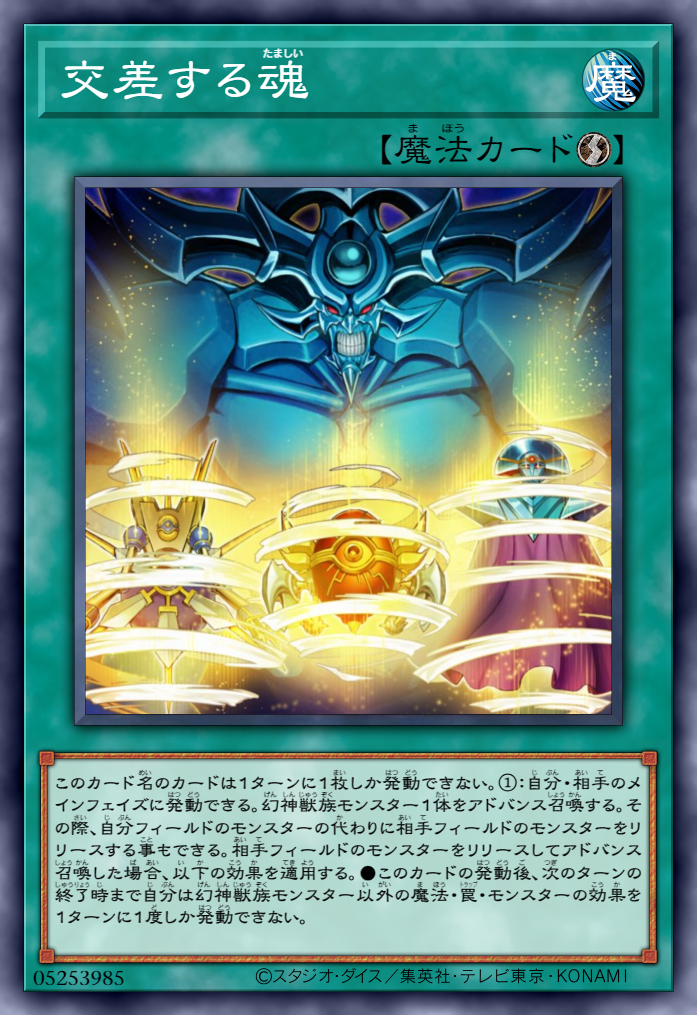 交差する魂
魔
【魔法カード】
このカード名のカードは1ターンに1枚しか発動できない。①:自分・相手のメ
インフェイズに発動できる。幻神獣族モンスター1体をアドバンス召喚する。そ
の際、自分フィールドのモンスターの代わりに相手フィールドのモンスターをリ
リースする事もできる。相手フィールドのモンスターをリリースしてアドバンス
召喚した場合、以下の効果を適用する。●このカードの発動後、次のターンの
終了時まで自分は幻神獣族モンスター以外の魔法・罠・モンスターの効果を
1ターンに1度しか発動できない。
05253985 ©スタジオ・ダイス/集英社・テレビ東京・KONAMI